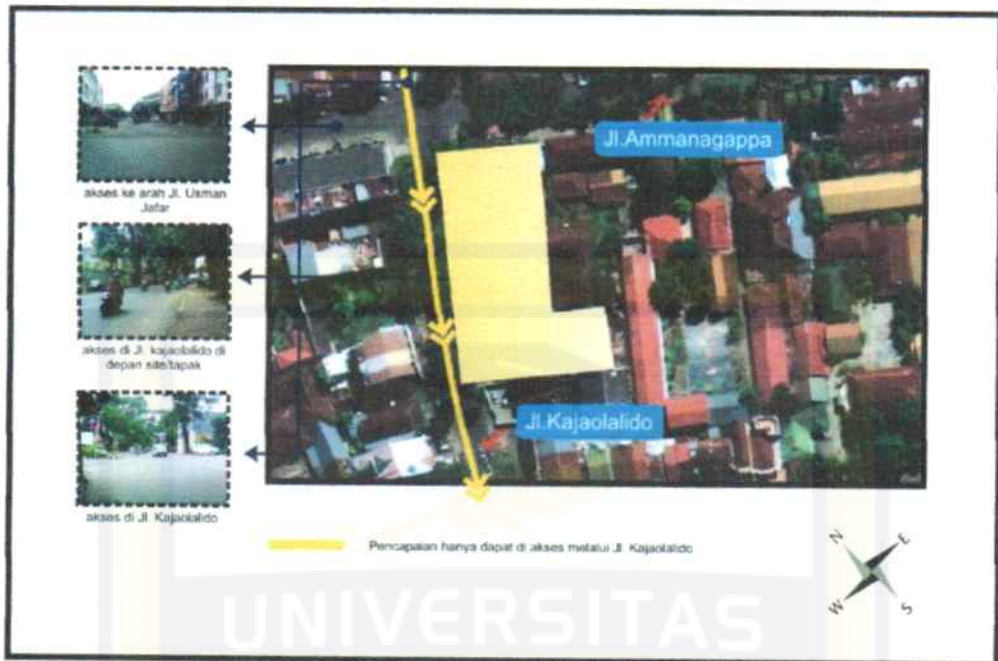 akses ke arah Jl. Usman
Jafar
akses di Jl. kajaolalido di
depan site/tapak
akses di Jl. Kajaolalido
Jl.Ammanagappa
Jl.Kajaolalido
Pencapaian hanya dapat di akses melalui Jl. Kajaolalido
N
E
W
S
UNIVERSITAS